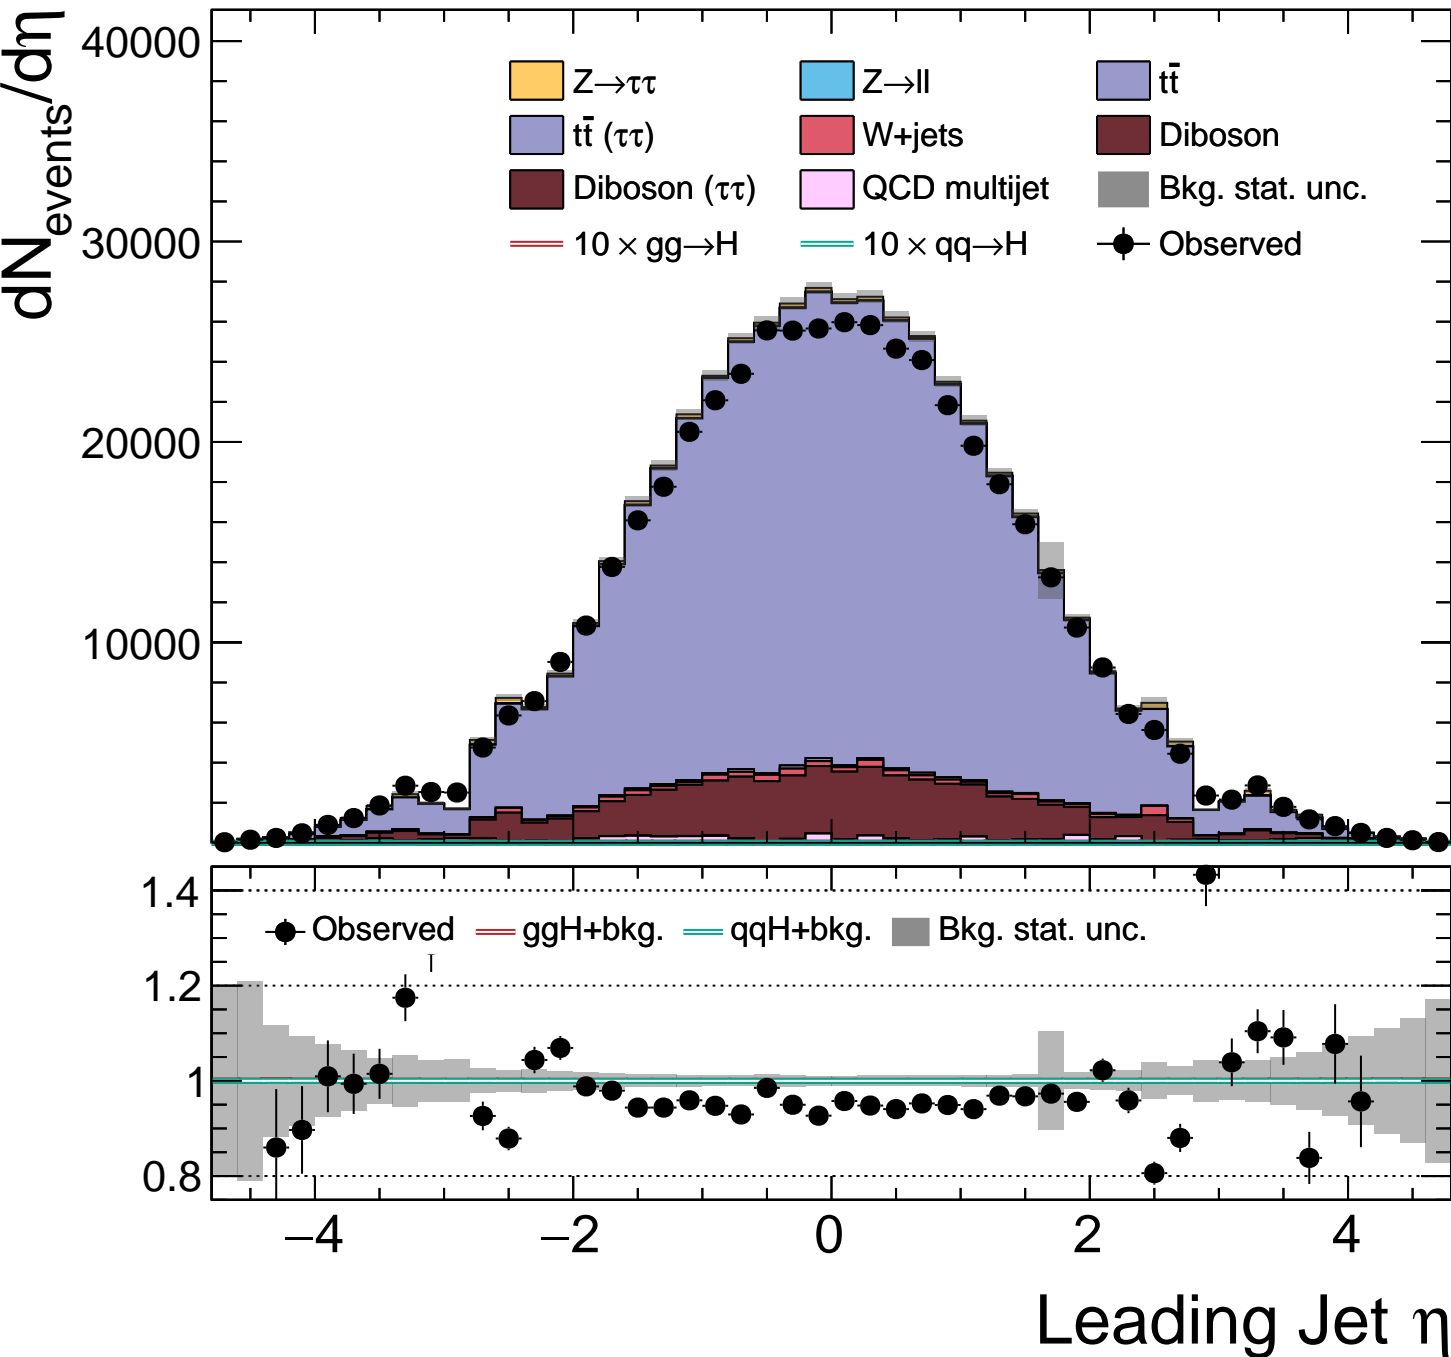 dN_events/dη
40000
30000
20000
10000
Z→ττ Z→ll tt̄
tt̄ (ττ) W+jets Diboson
Diboson (ττ) QCD multijet Bkg. stat. unc.
10 × gg→H 10 × qq→H Observed
1.4
1.2
1
0.8
Observed ggH+bkg. qqH+bkg. Bkg. stat. unc.
−4 −2 0 2 4
Leading Jet η